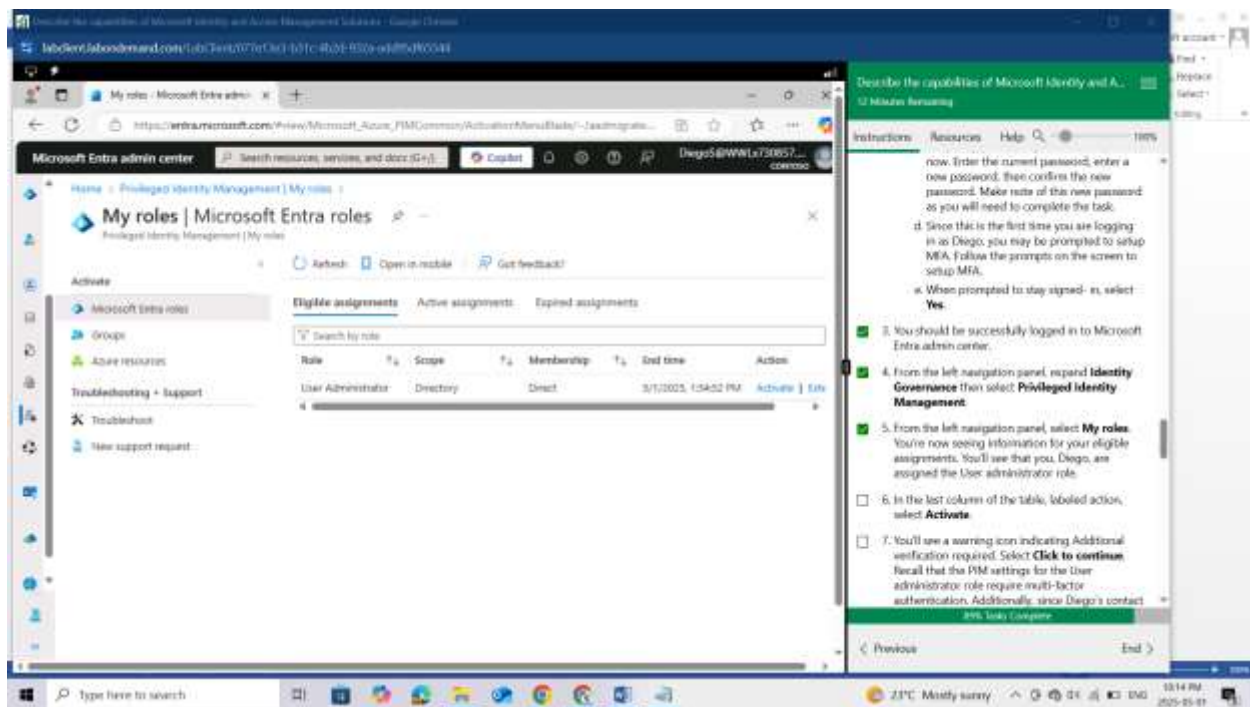 Describe the capabilities of Microsoft Identity and Access Management Solutions - Google Chrome
My roles - Microsoft Entra admin
Microsoft Entra admin center
Search resources, services, and docs (G+/)
Copilot
Home > Privileged Identity Management | My roles >
My roles | Microsoft Entra roles
Privileged Identity Management | My roles
Refresh
Open in mobile
Got feedback?
Activate
Microsoft Entra roles
Groups
Azure resources
Troubleshooting + Support
Troubleshoot
New support request
Eligible assignments
Active assignments
Expired assignments
Search by role
Role Scope Membership End time Action
User Administrator Directory Direct Activate
Describe the capabilities of Microsoft Identity and A...
12 Minutes Remaining
Instructions Resources Help 100%
now. Enter the current password, enter a
new password, then confirm the new
password. Make note of this new password
as you will need to complete the task.
d. Since this is the first time you are logging
in as Diego, you may be prompted to setup
MFA. Follow the prompts on the screen to
setup MFA.
e. When prompted to stay signed- in, select
Yes.
3. You should be successfully logged in to Microsoft
Entra admin center.
4. From the left navigation panel, expand Identity
Governance then select Privileged Identity
Management.
5. From the left navigation panel, select My roles.
You're now seeing information for your eligible
assignments. You'll see that you, Diego, are
assigned the User administrator role.
6. In the last column of the table, labeled action,
select Activate.
7. You'll see a warning icon indicating Additional
verification required. Select Click to continue.
Recall that the PIM settings for the User
administrator role require multi-factor
authentication. Additionally, since Diego's contact
89% Tasks Complete
< Previous
End >
Type here to search
23°C Mostly sunny
ENG
10:14 PM
2025-05-01